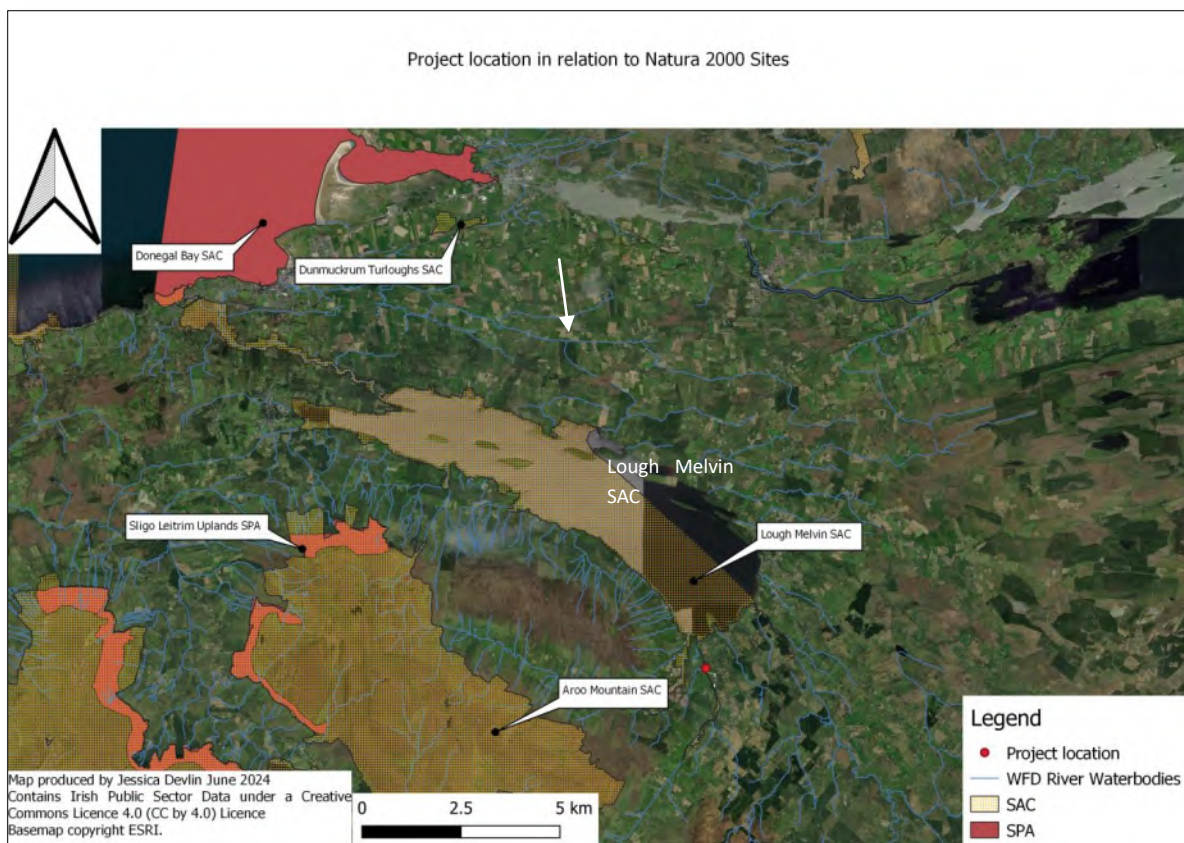 Project location in relation to Natura 2000 Sites
Donegal Bay SAC
Dunmuckrum Turloughs SAC
Lough Melvin
SAC
Sligo Leitrim Uplands SPA
Lough Melvin SAC
Aroo Mountain SAC
Legend
Project location
WFD River Waterbodies
SAC
SPA
Map produced by Jessica Devlin June 2024
Contains Irish Public Sector Data under a Creative
Commons Licence 4.0 (CC by 4.0) Licence
Basemap copyright ESRI.
0 2.5 5 km